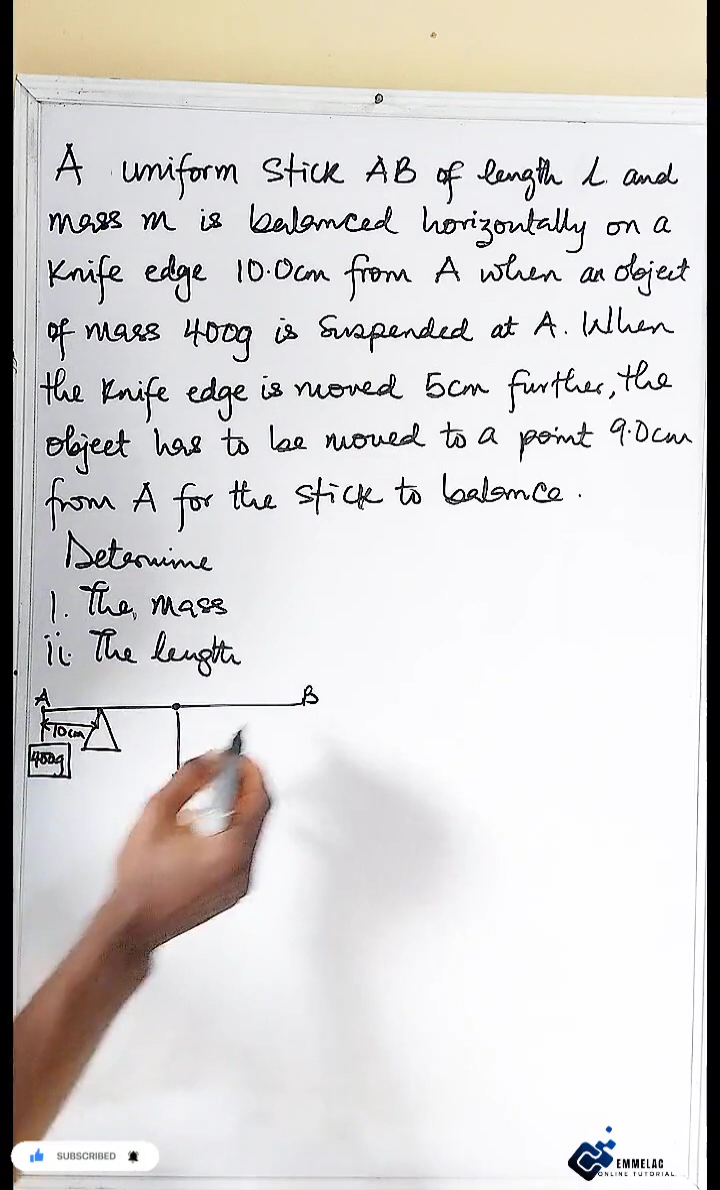 A uniform stick AB of length L and
mass m is balanced horizontally on a
Knife edge 10.0cm from A when an object
of mass 400g is suspended at A. When
the Knife edge is moved 5cm further, the
object has to be moved to a point 9.0cm
from A for the stick to balance.
Determine
1. The, mass
ii. The length
A
B
10cm
400g
SUBSCRIBED
EMMELAC
ONLINE TUTORIAL